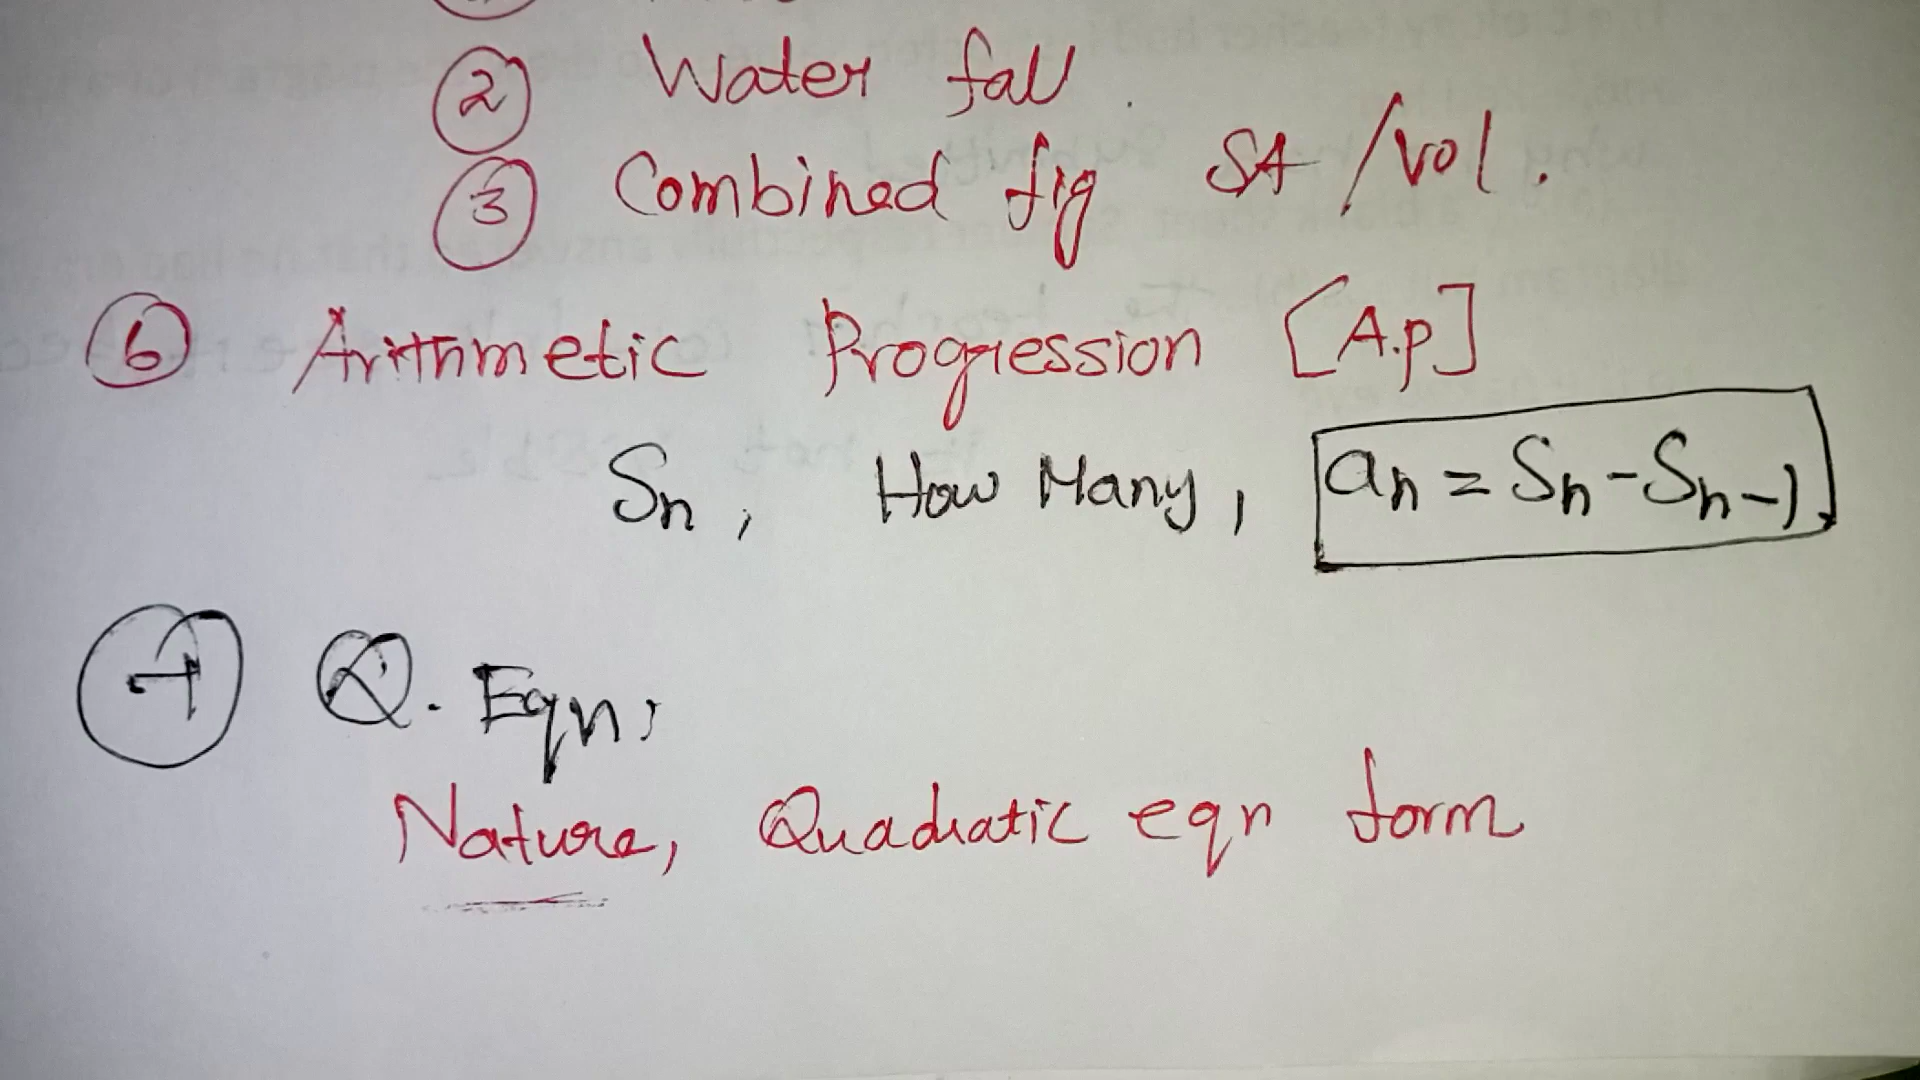 ② Water fall.
③ Combined fig SA/vol.
⑥ Arithmetic Progression [A.P]
Sn, How Many, an = Sn - Sn-1
⑦ Q. Eqn:
Nature, Quadratic eqn form